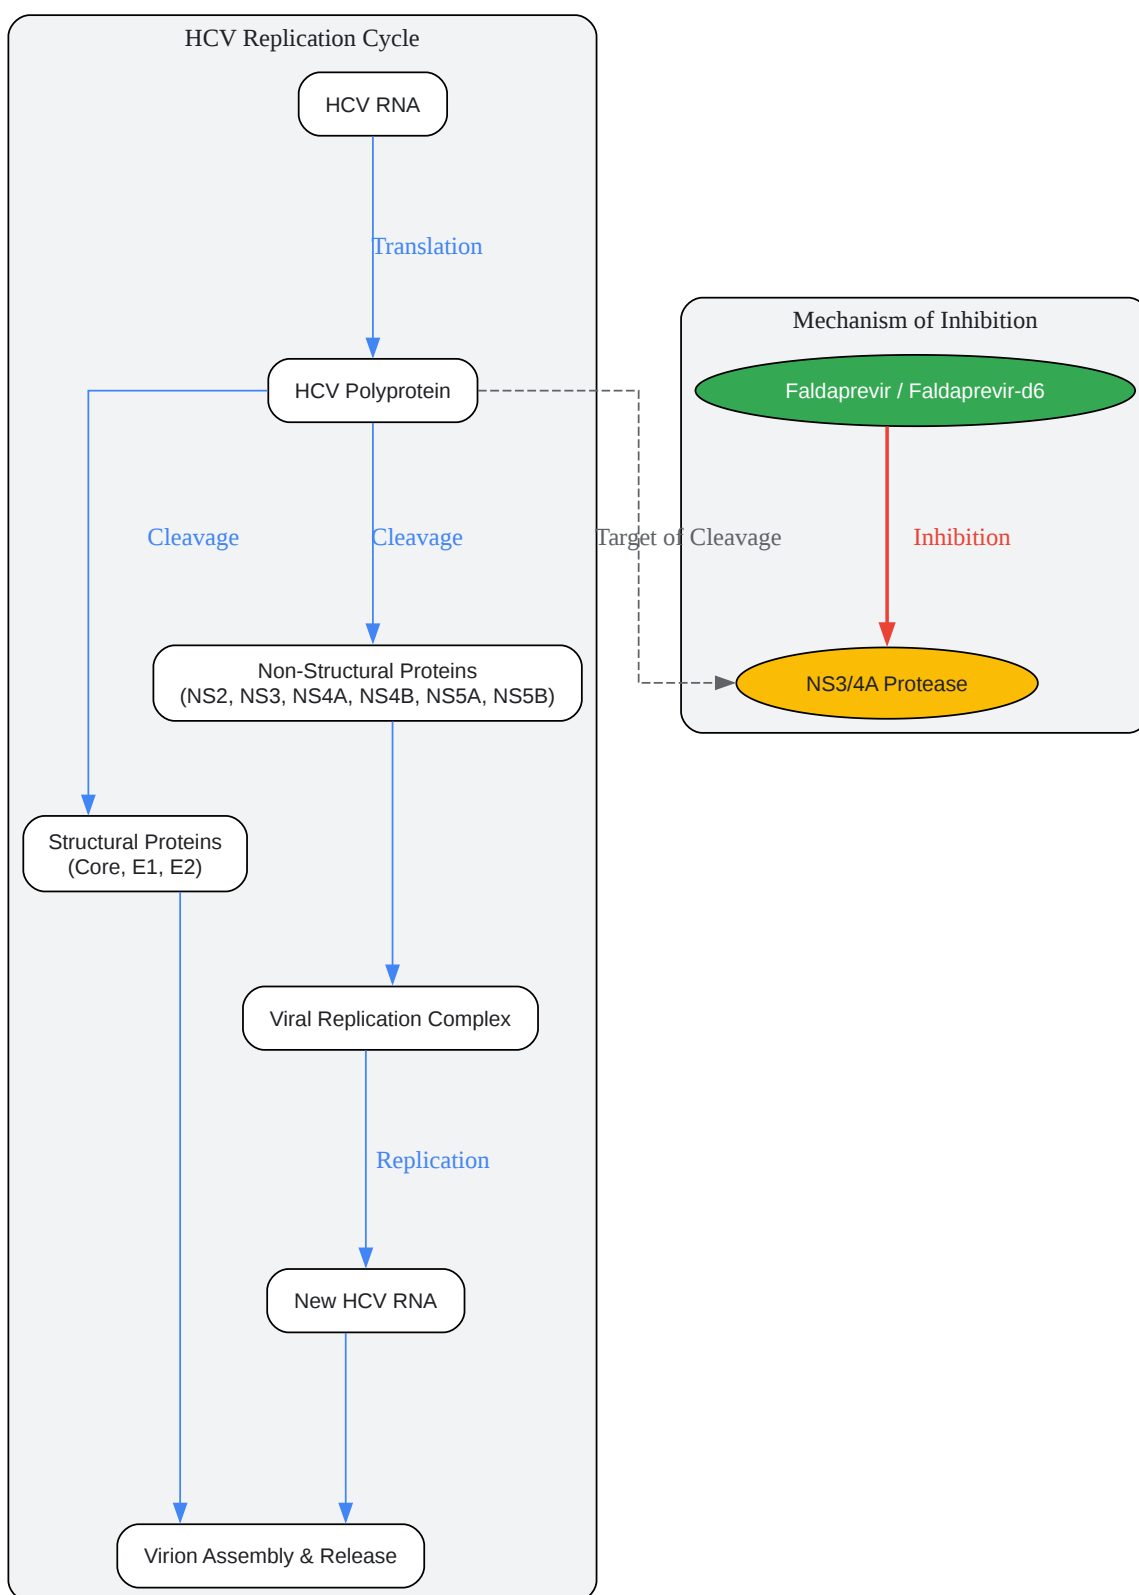 HCV Replication Cycle
HCV RNA
Translation
Mechanism of Inhibition
HCV Polyprotein
Faldaprevir / Faldaprevir-d6
Cleavage
Cleavage
Target of Cleavage
Inhibition
Non-Structural Proteins
(NS2, NS3, NS4A, NS4B, NS5A, NS5B)
NS3/4A Protease
Structural Proteins
(Core, E1, E2)
Viral Replication Complex
Replication
New HCV RNA
Virion Assembly & Release